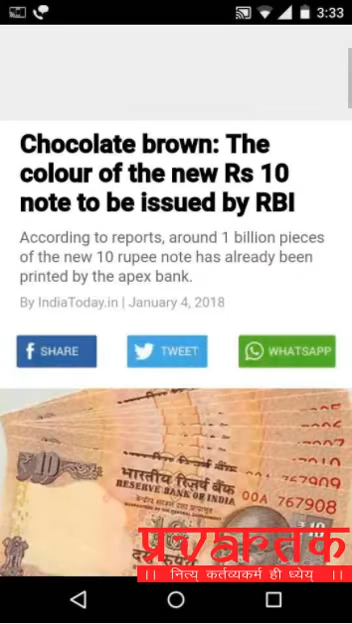 3:33
Chocolate brown: The
colour of the new Rs 10
note to be issued by RBI
According to reports, around 1 billion pieces
of the new 10 rupee note has already been
printed by the apex bank.
By IndiaToday.in | January 4, 2018
f SHARE
TWEET
WHATSAPP
भारतीय रिज़र्व बैंक
RESERVE BANK OF INDIA
00A 767908
pvartak
।। नित्य कर्तव्यकर्म ही ध्येय ।।